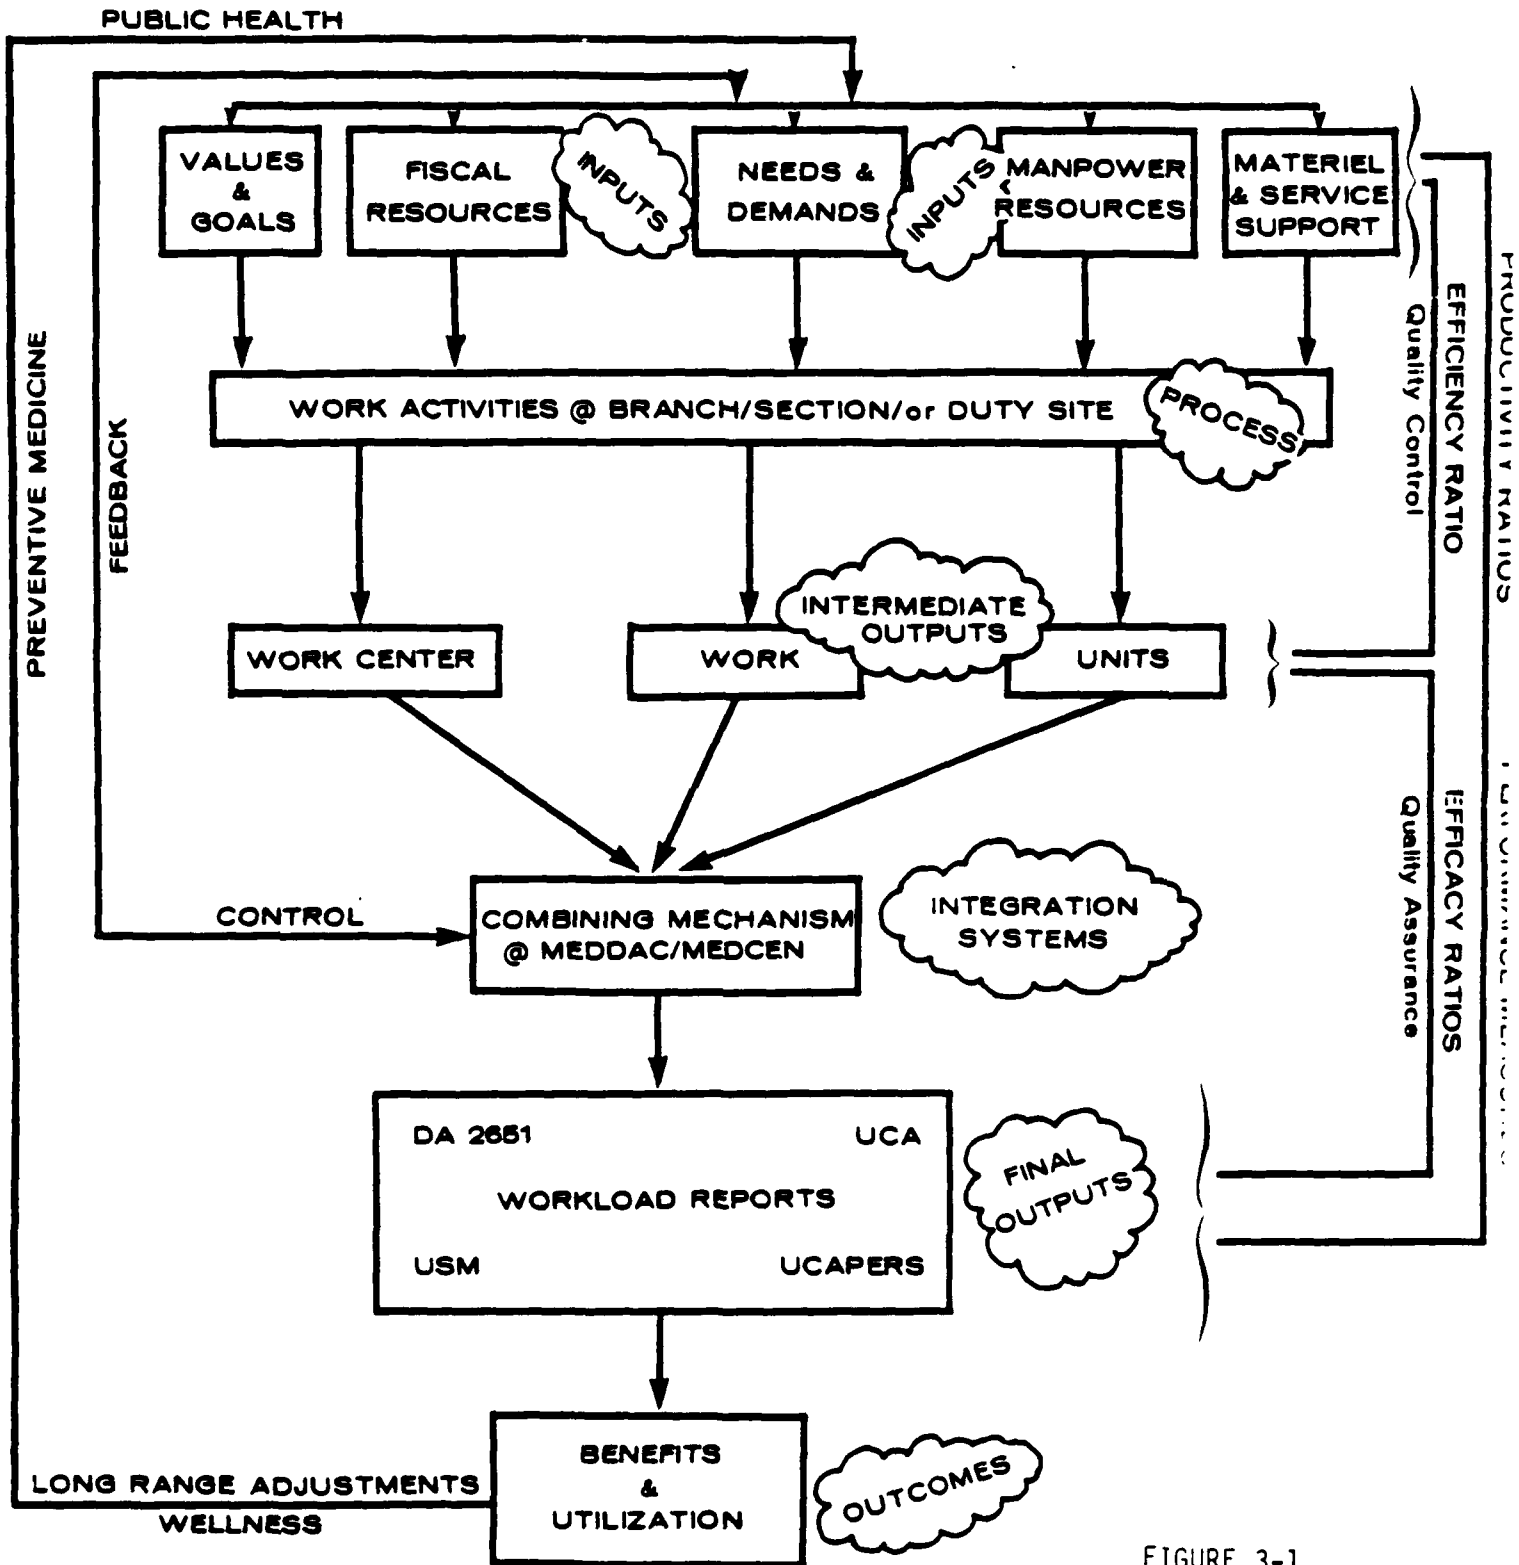 PUBLIC HEALTH
VALUES
&
GOALS
FISCAL
RESOURCES
INPUTS
NEEDS &
DEMANDS
INPUTS
MANPOWER
RESOURCES
MATERIEL
& SERVICE
SUPPORT
PREVENTIVE MEDICINE
FEEDBACK
WORK ACTIVITIES @ BRANCH/SECTION/or DUTY SITE
PROCESS
EFFICIENCY RATIO
Quality Control
PRODUCTIVITY RATIOS
INTERMEDIATE
OUTPUTS
WORK CENTER
WORK
UNITS
EFFICACY RATIOS
Quality Assurance
CONTROL
COMBINING MECHANISM
@ MEDDAC/MEDCEN
INTEGRATION
SYSTEMS
DA 2651
UCA
WORKLOAD REPORTS
USM
UCAPERS
FINAL
OUTPUTS
LONG RANGE ADJUSTMENTS
WELLNESS
BENEFITS
&
UTILIZATION
OUTCOMES
FIGURE 3-1